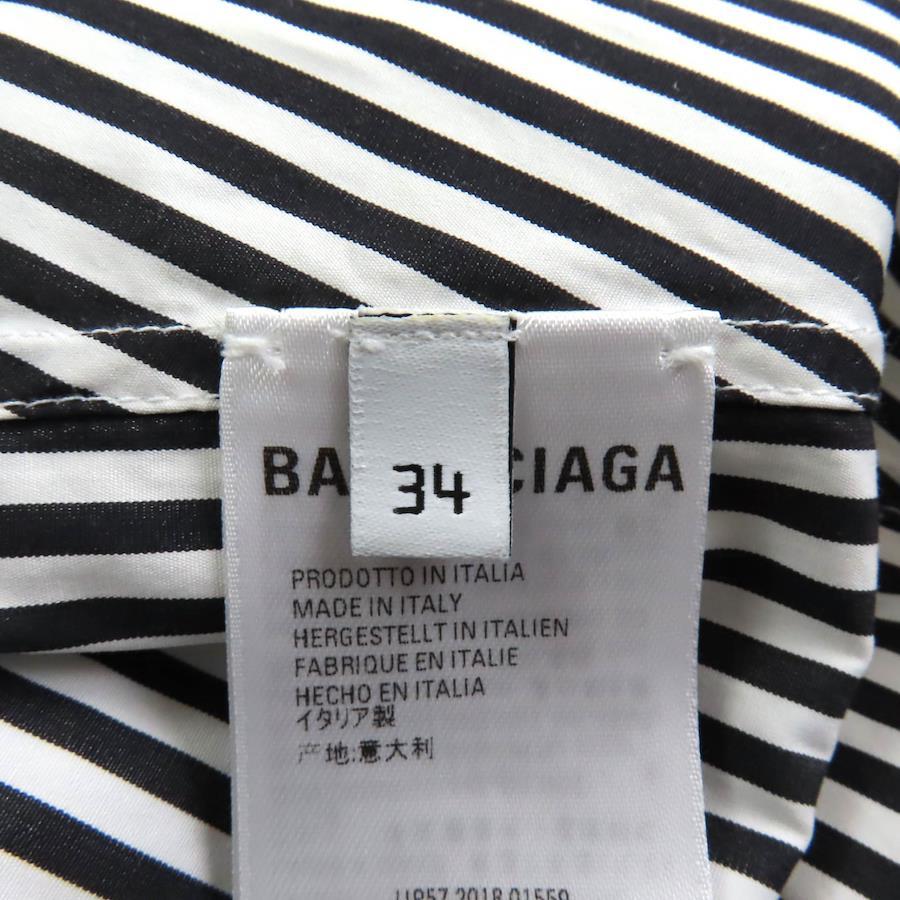 BA CIAGA
34
PRODOTTO IN ITALIA
MADE IN ITALY
HERGESTELLT IN ITALIEN
FABRIQUE EN ITALIE
HECHO EN ITALIA
イタリア製
产地:意大利